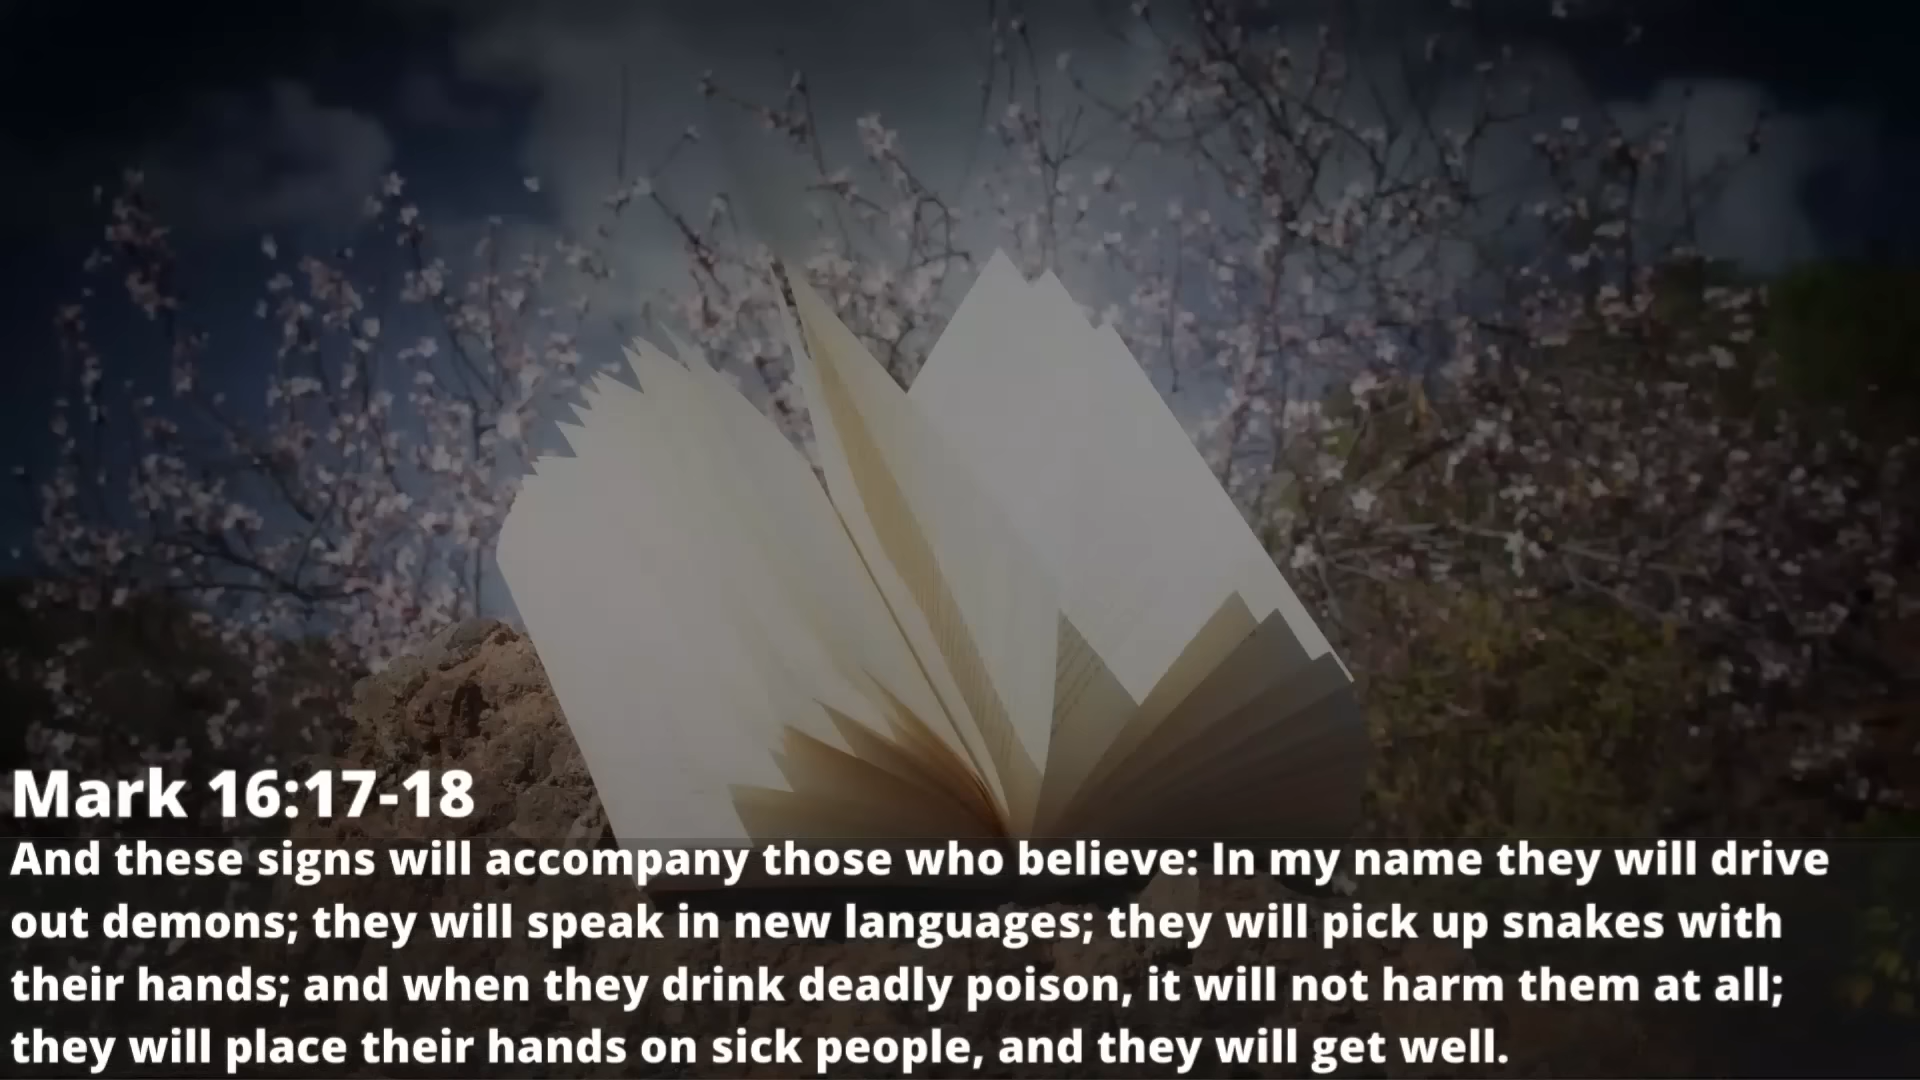 Mark 16:17-18
And these signs will accompany those who believe: In my name they will drive
out demons; they will speak in new languages; they will pick up snakes with
their hands; and when they drink deadly poison, it will not harm them at all;
they will place their hands on sick people, and they will get well.